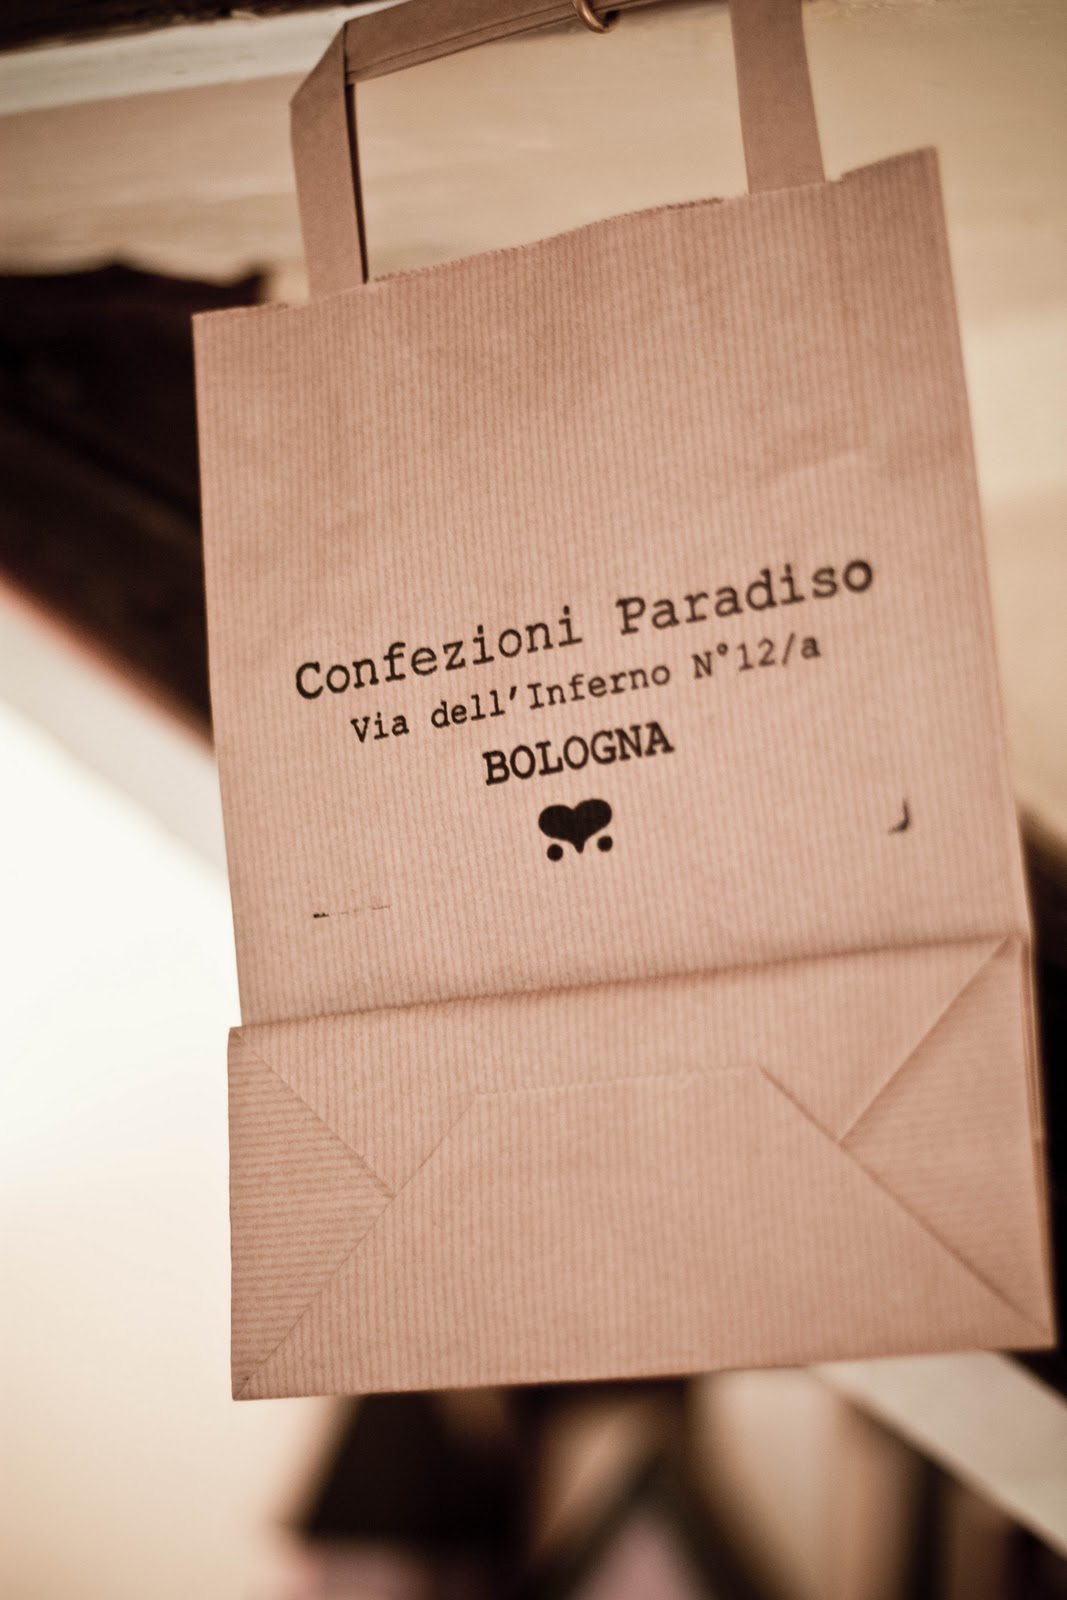 Confezioni Paradiso
Via dell'Inferno N°12/a
BOLOGNA